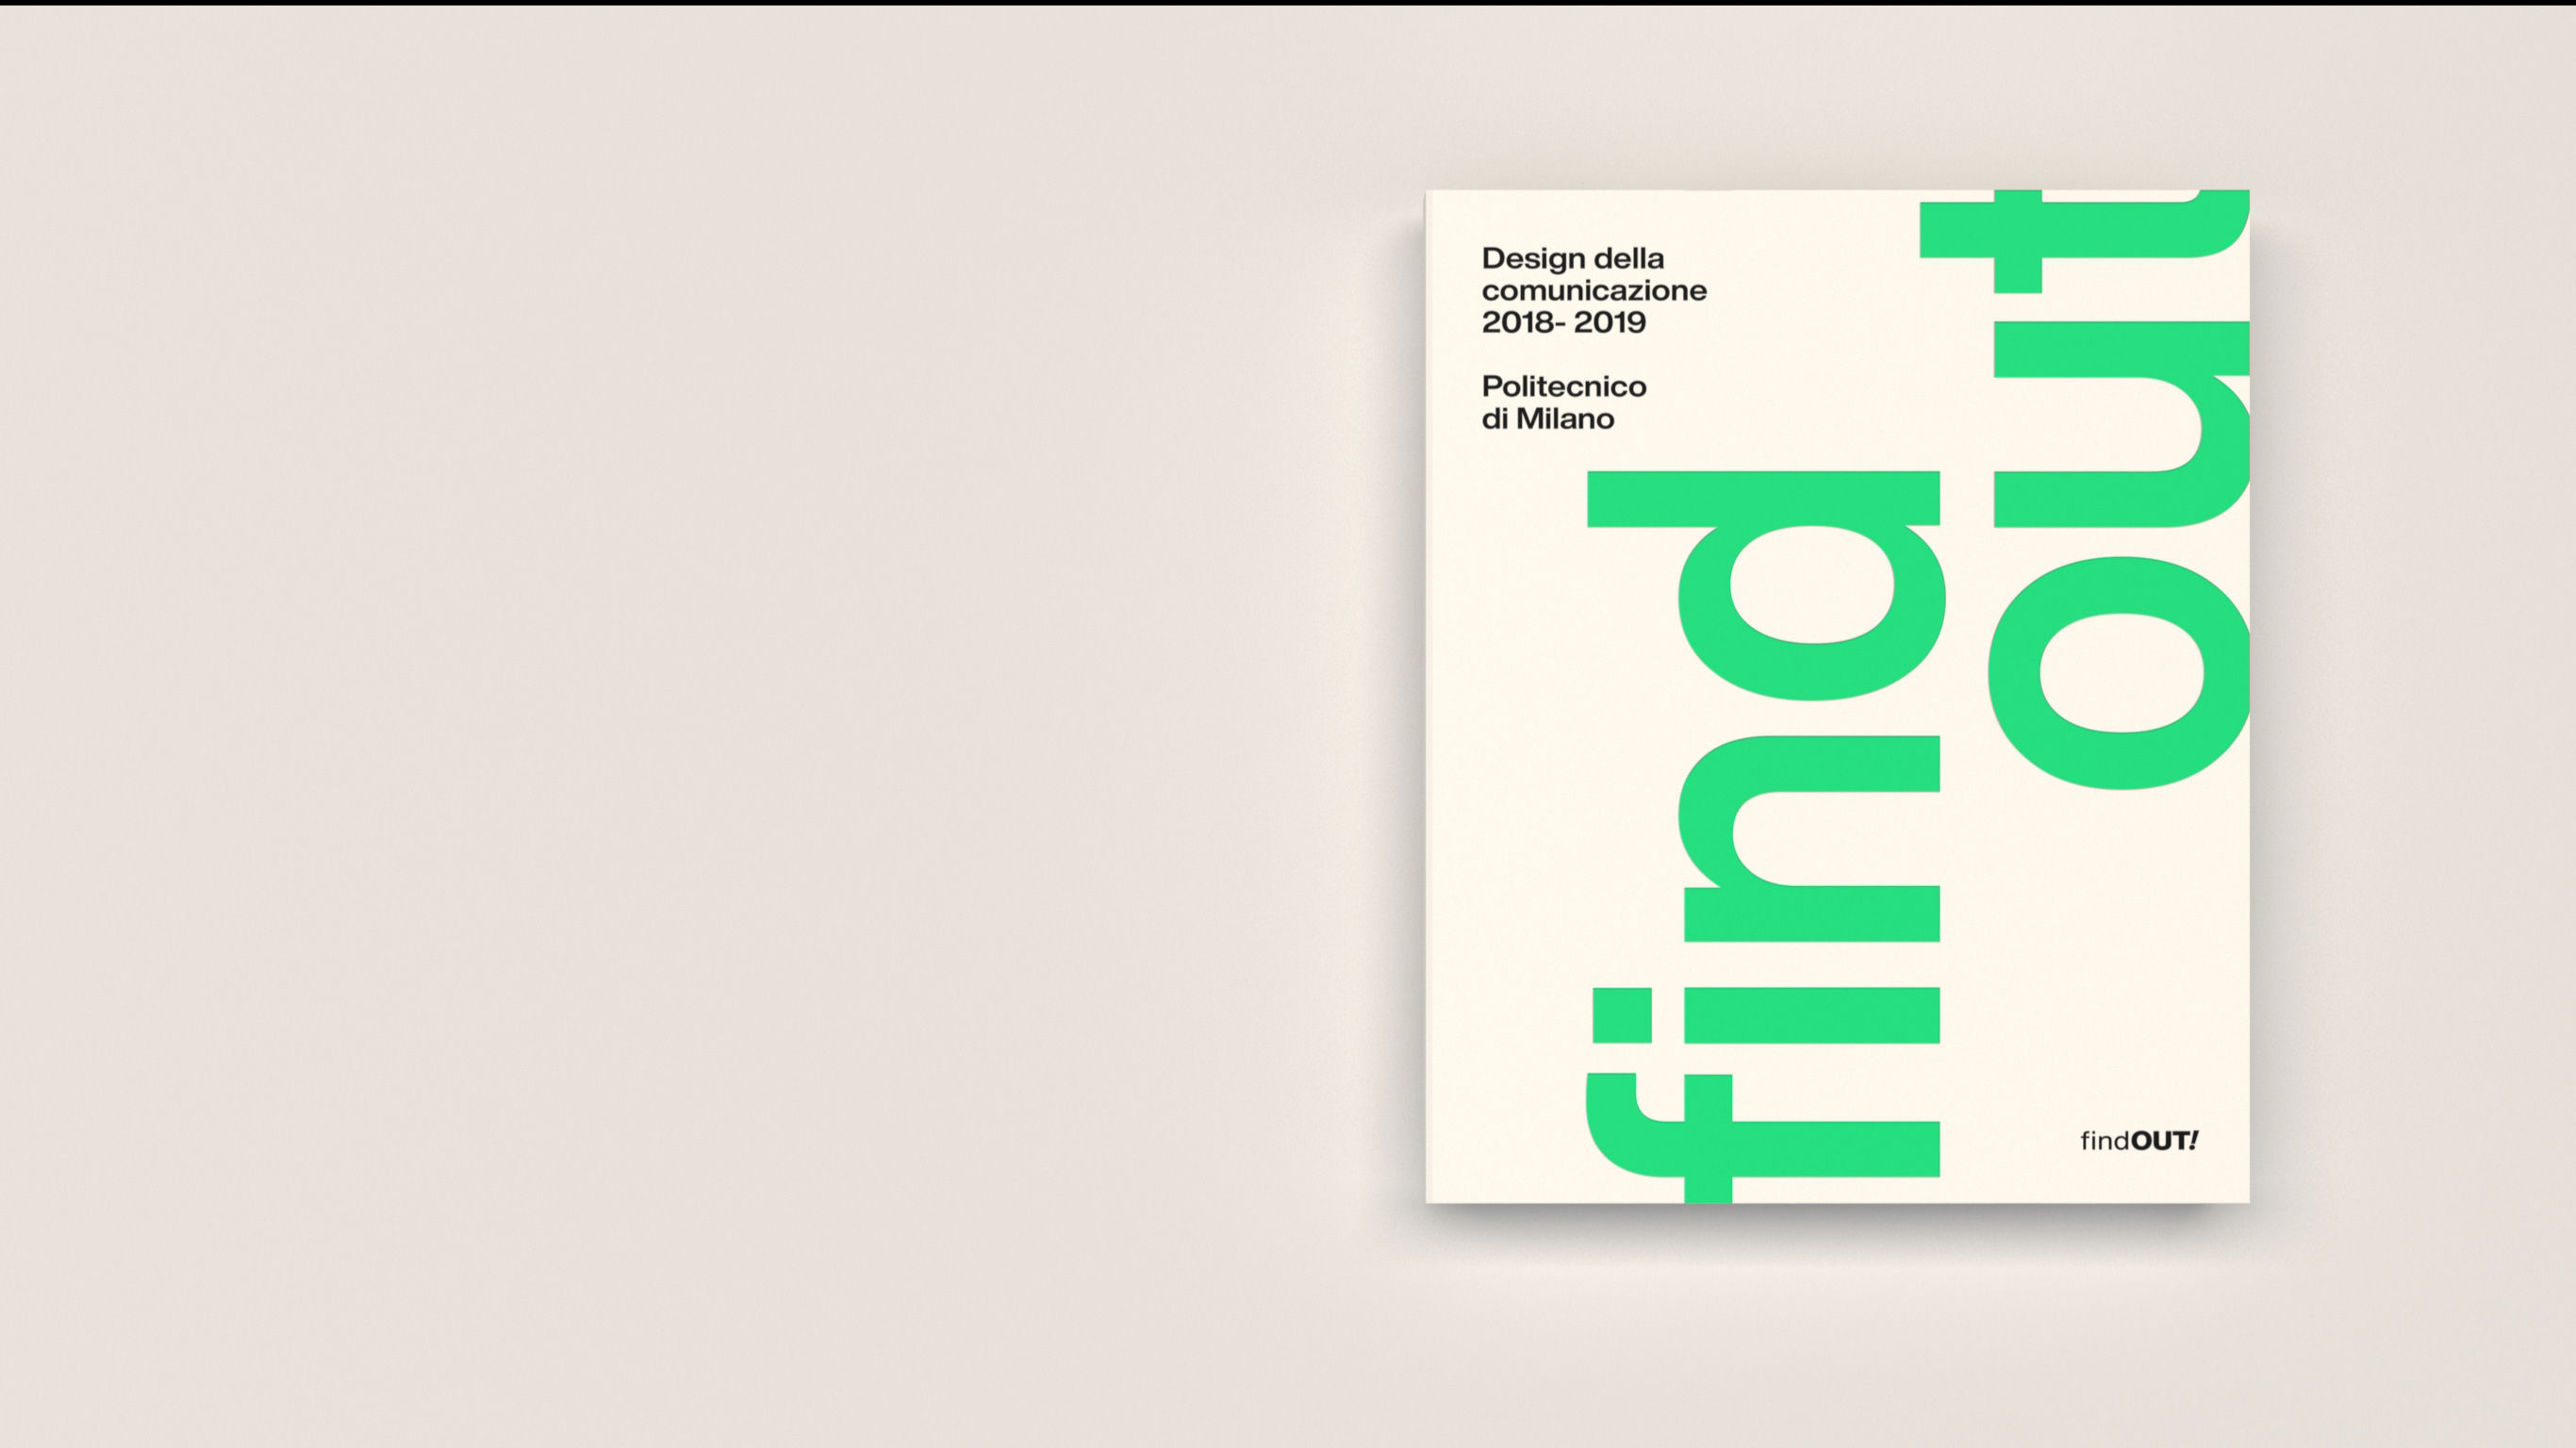 Design della
comunicazione
2018- 2019
Politecnico
di Milano
find
out
findOUT!